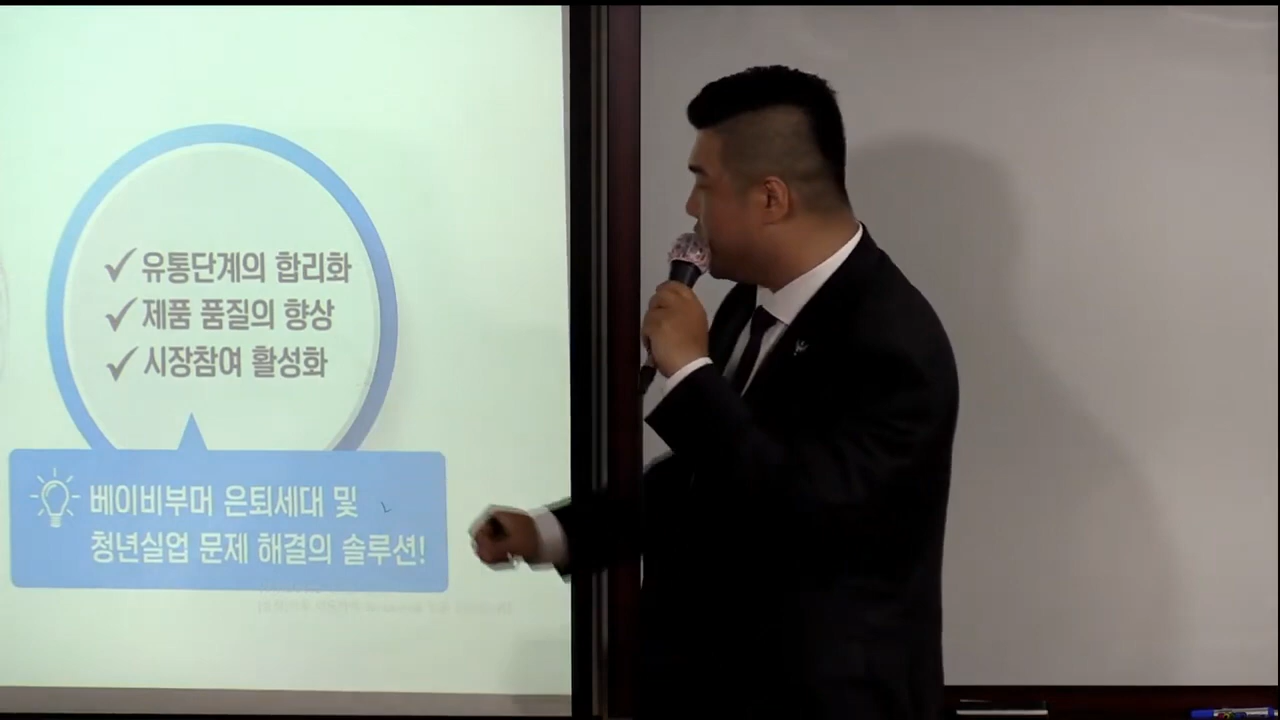 유통단계의 합리화
제품 품질의 향상
시장참여 활성화
베이비부머 은퇴세대 및
청년실업 문제 해결의 솔루션!